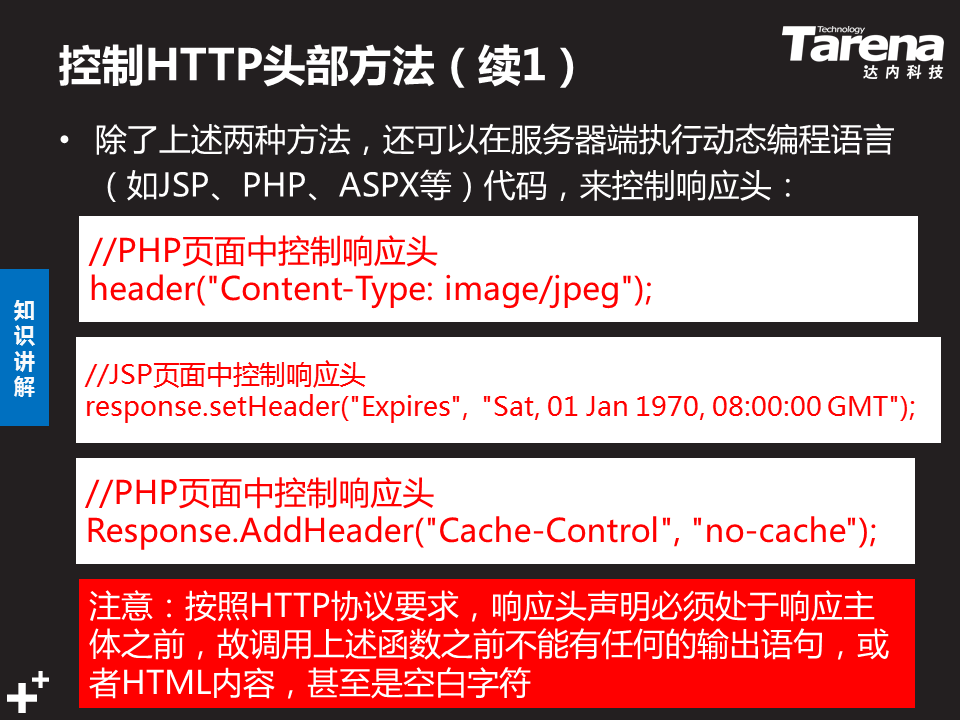 控制HTTP头部方法（续1）
Technology
Tarena
达内科技
• 除了上述两种方法，还可以在服务器端执行动态编程语言
（如JSP、PHP、ASPX等）代码，来控制响应头：
//PHP页面中控制响应头
header("Content-Type: image/jpeg");
知
识
讲
解
//JSP页面中控制响应头
response.setHeader("Expires", "Sat, 01 Jan 1970, 08:00:00 GMT");
//PHP页面中控制响应头
Response.AddHeader("Cache-Control", "no-cache");
注意：按照HTTP协议要求，响应头声明必须处于响应主
体之前，故调用上述函数之前不能有任何的输出语句，或
者HTML内容，甚至是空白字符